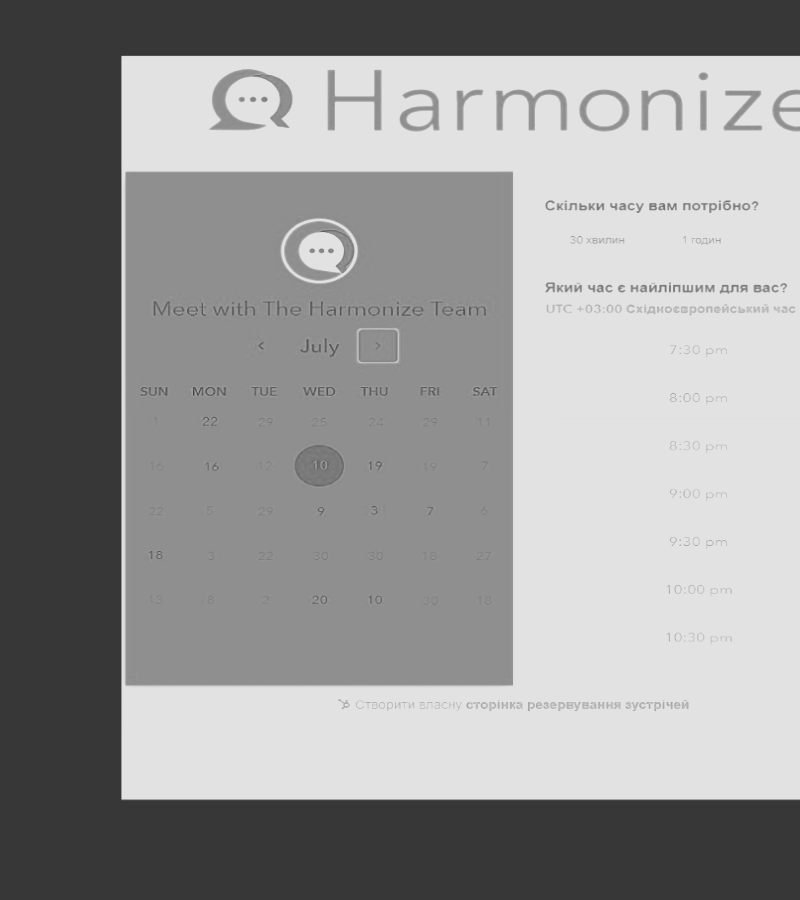 Harmonize
Meet with The Harmonize Team
< July >
SUN MON TUE WED THU FRI SAT
1 22 29 25 24 29 11
16 16 12 10 19 19 7
22 5 29 9 3 7 6
18 3 22 30 30 18 27
13 8 2 20 10 30 18
Скільки часу вам потрібно?
30 хвилин 1 годин
Який час є найліпшим для вас?
UTC +03:00 Східноєвропейський час
7:30 pm
8:00 pm
8:30 pm
9:00 pm
9:30 pm
10:00 pm
10:30 pm
Створити власну сторінка резервування зустрічей